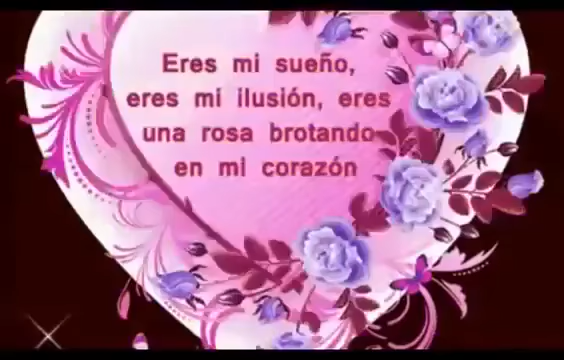 Eres mi sueño,
eres mi ilusión, eres
una rosa brotando
en mi corazón